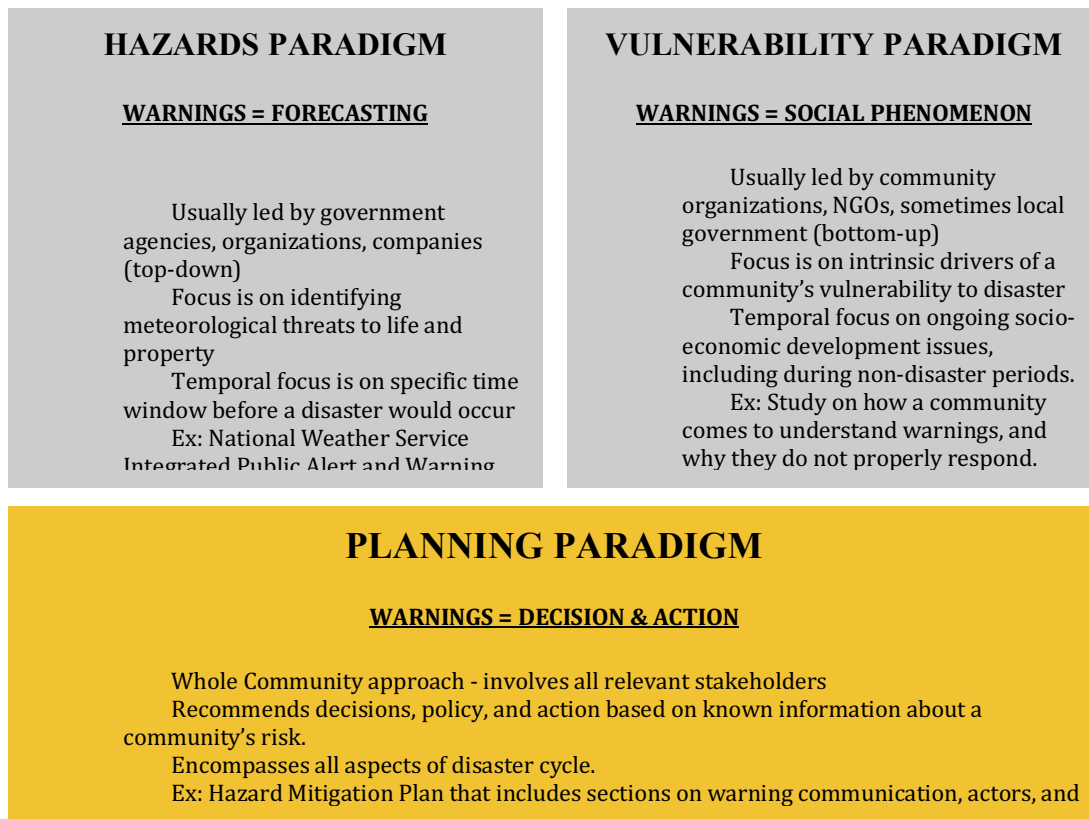 HAZARDS PARADIGM
WARNINGS = FORECASTING
Usually led by government
agencies, organizations, companies
(top-down)
Focus is on identifying
meteorological threats to life and
property
Temporal focus is on specific time
window before a disaster would occur
Ex: National Weather Service
Integrated Public Alert and Warning
VULNERABILITY PARADIGM
WARNINGS = SOCIAL PHENOMENON
Usually led by community
organizations, NGOs, sometimes local
government (bottom-up)
Focus is on intrinsic drivers of a
community’s vulnerability to disaster
Temporal focus on ongoing socio-
economic development issues,
including during non-disaster periods.
Ex: Study on how a community
comes to understand warnings, and
why they do not properly respond.
PLANNING PARADIGM
WARNINGS = DECISION & ACTION
Whole Community approach - involves all relevant stakeholders
Recommends decisions, policy, and action based on known information about a
community’s risk.
Encompasses all aspects of disaster cycle.
Ex: Hazard Mitigation Plan that includes sections on warning communication, actors, and